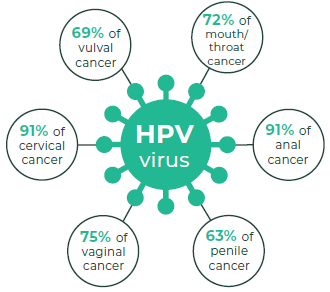 69% of
vulval
cancer
72% of
mouth/
throat
cancer
91% of
cervical
cancer
HPV
virus
91% of
anal
cancer
75% of
vaginal
cancer
63% of
penile
cancer